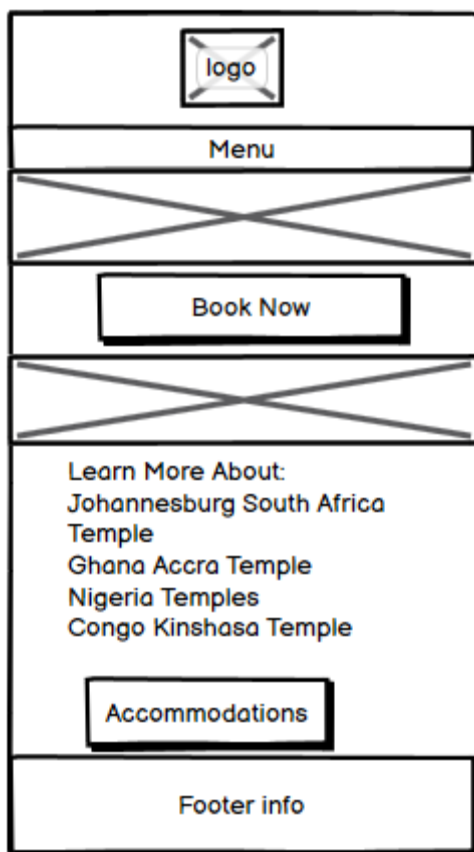 logo
Menu
Book Now
Learn More About:
Johannesburg South Africa
Temple
Ghana Accra Temple
Nigeria Temples
Congo Kinshasa Temple
Accommodations
Footer info